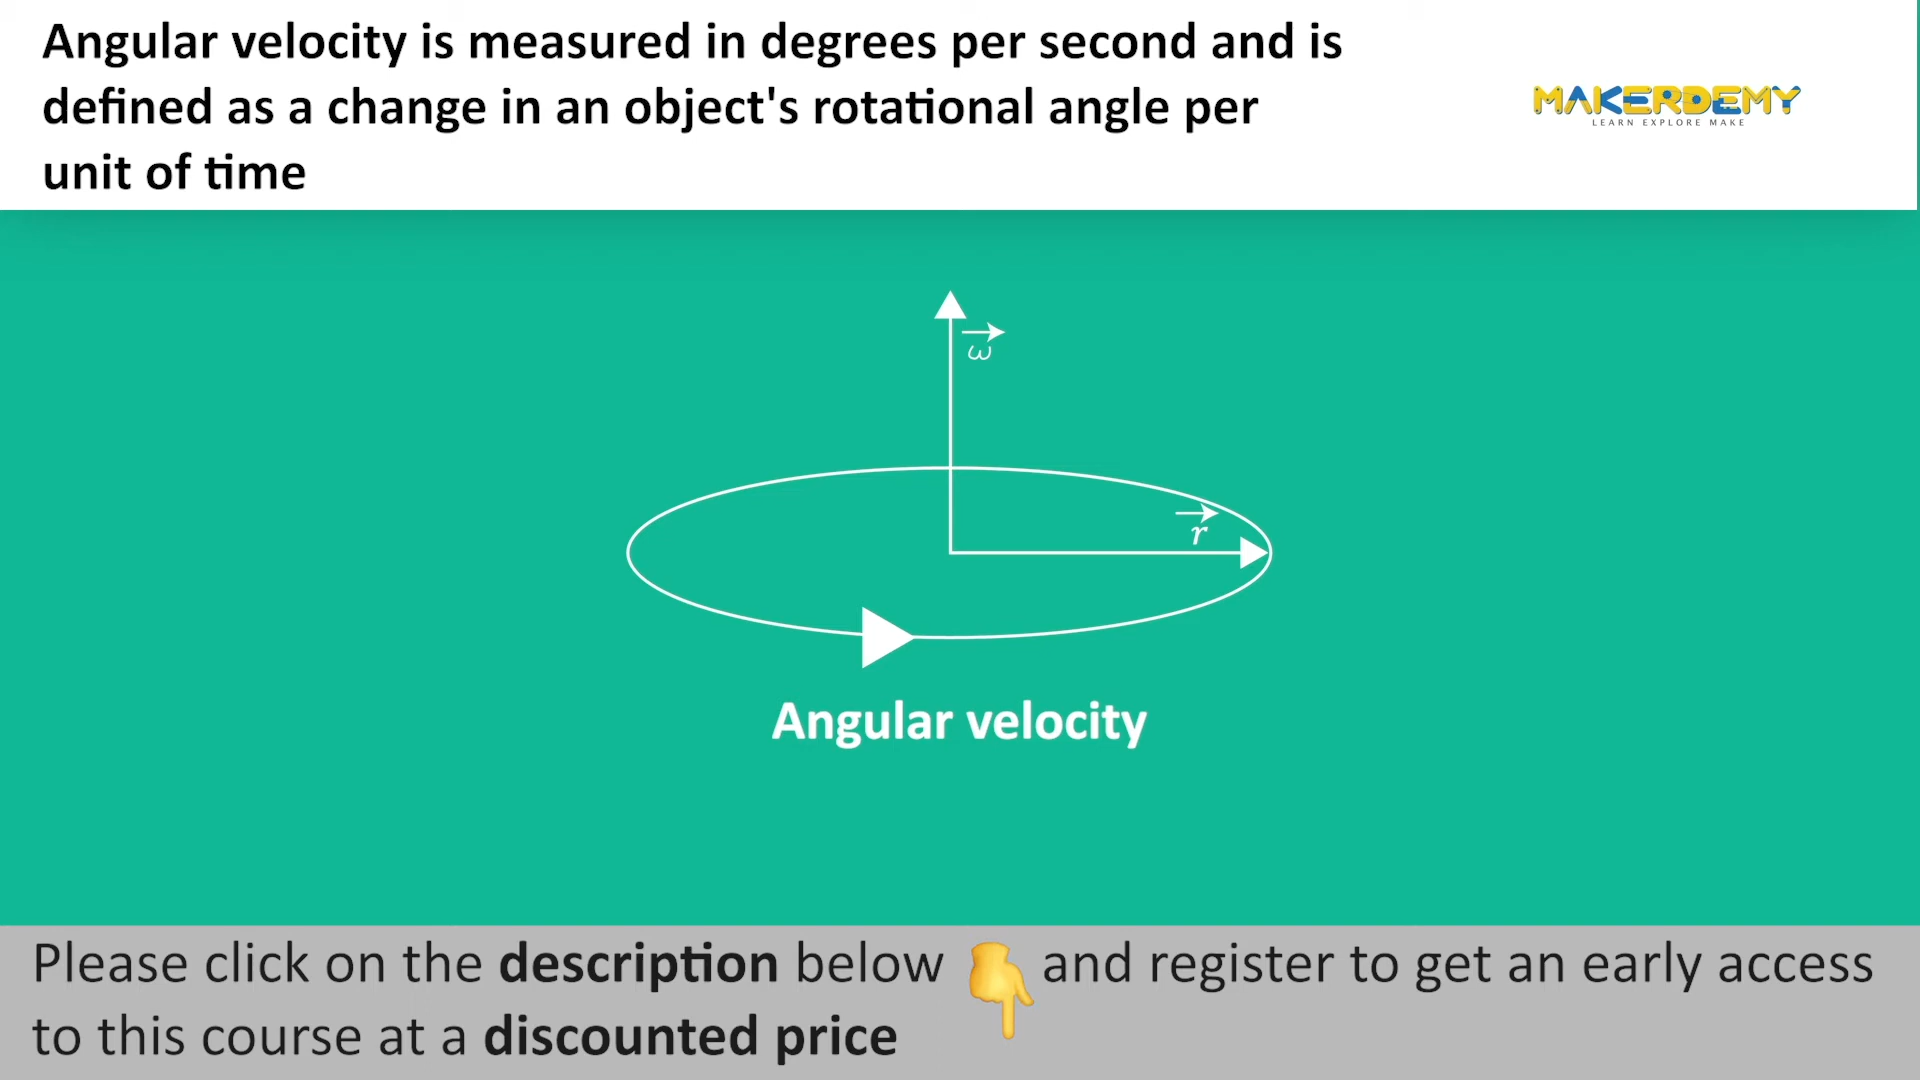 Angular velocity is measured in degrees per second and is
defined as a change in an object's rotational angle per
unit of time
MAKERDEMY
LEARN EXPLORE MAKE
ω
r
Angular velocity
Please click on the description below 👇 and register to get an early access
to this course at a discounted price